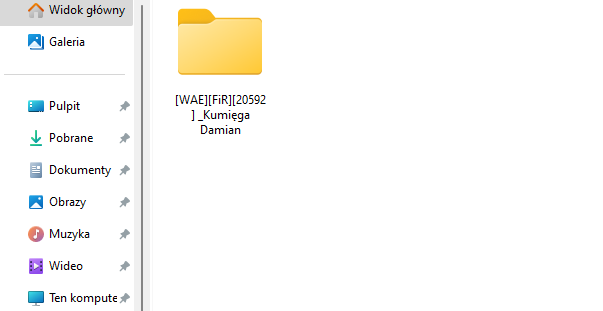 Widok główny
Galeria
Pulpit
Pobrane
Dokumenty
Obrazy
Muzyka
Wideo
Ten kompute
[WAE][FiR][20592
] _Kumięga
Damian